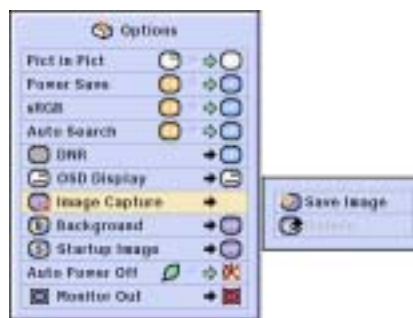 Options
Pict in Pict
Power Save
sRGB
Auto Search
DNR
OSD Display
Image Capture
Save Image
Background
Startup Image
Auto Power Off
Monitor Out